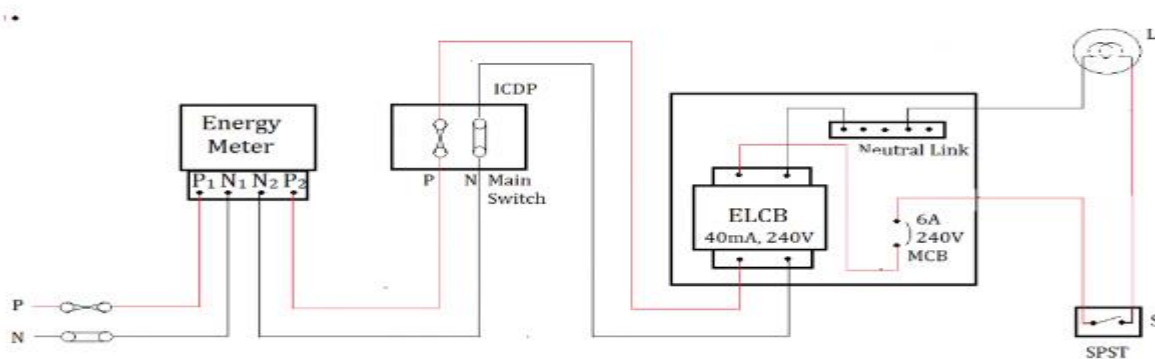 L
ICDP
Energy
Meter
Neutral Link
P₁ N₁ N₂ P₂
P
N
Main
Switch
ELCB
40mA, 240V
6A
240V
MCB
P
N
S
SPST